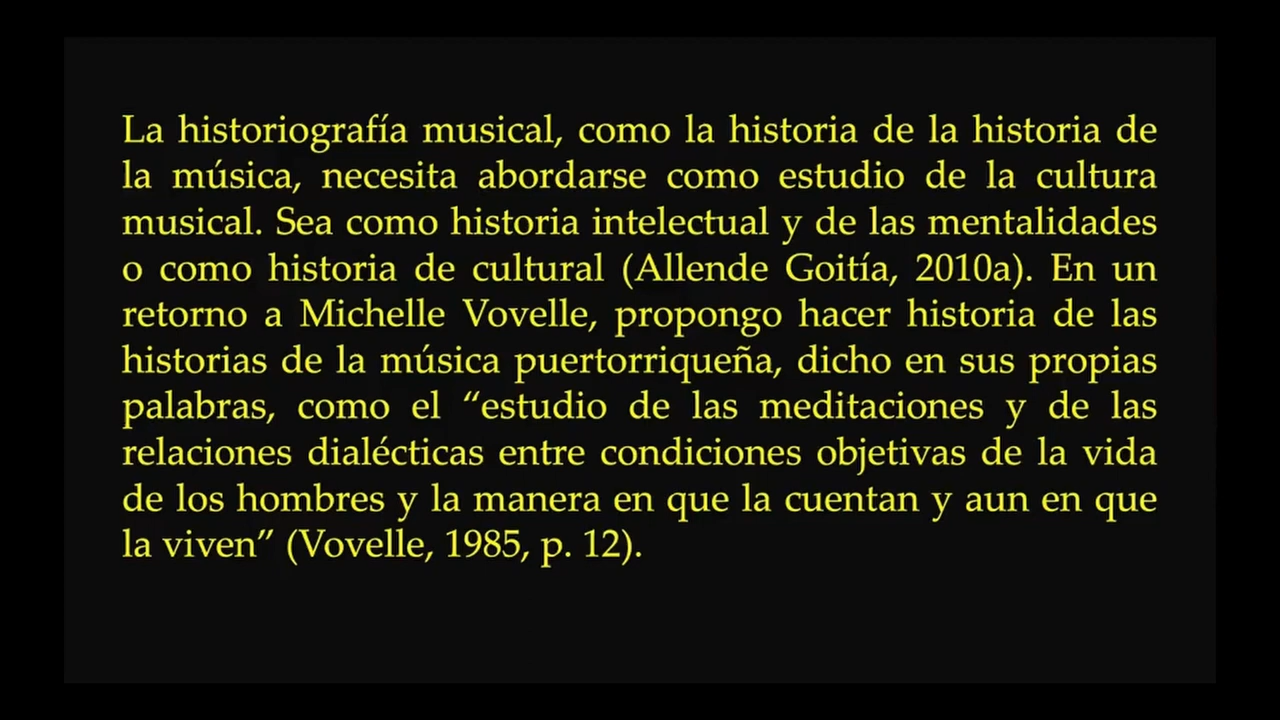 La historiografía musical, como la historia de la historia de
la música, necesita abordarse como estudio de la cultura
musical. Sea como historia intelectual y de las mentalidades
o como historia de cultural (Allende Goitía, 2010a). En un
retorno a Michelle Vovelle, propongo hacer historia de las
historias de la música puertorriqueña, dicho en sus propias
palabras, como el “estudio de las meditaciones y de las
relaciones dialécticas entre condiciones objetivas de la vida
de los hombres y la manera en que la cuentan y aun en que
la viven” (Vovelle, 1985, p. 12).